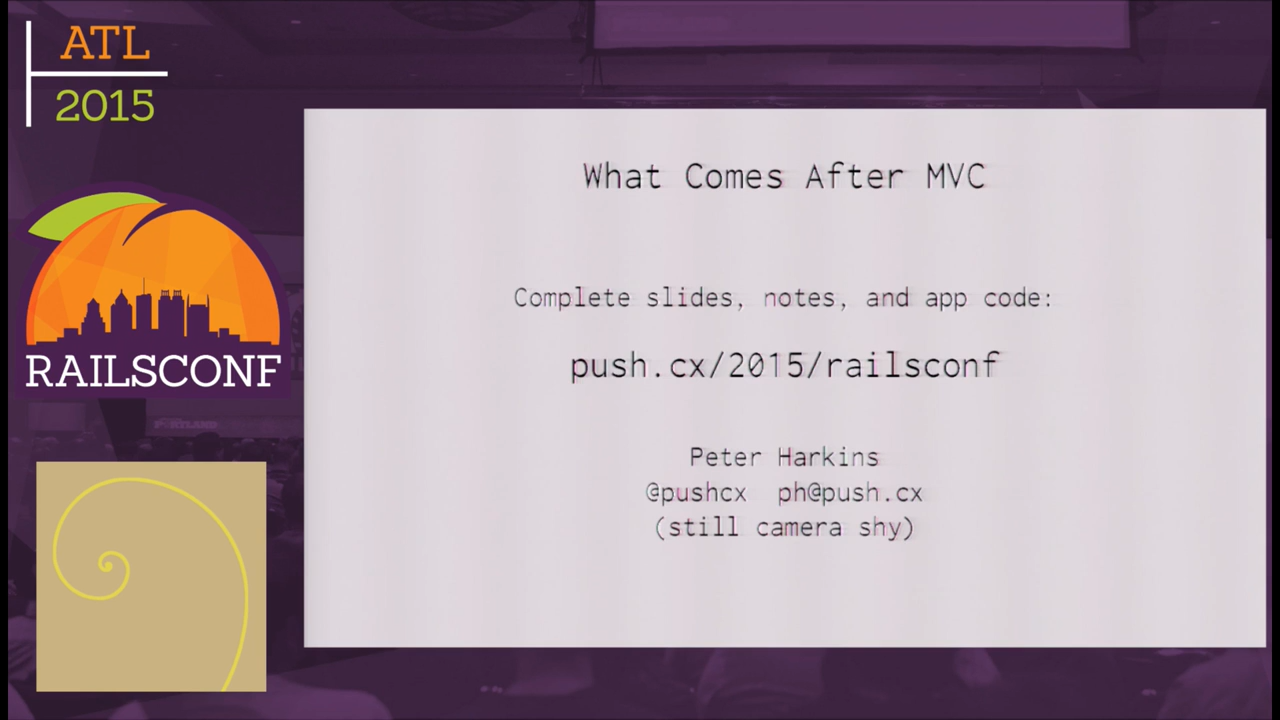 ATL
2015
RAILSCONF
What Comes After MVC
Complete slides, notes, and app code:
push.cx/2015/railsconf
Peter Harkins
@pushcx ph@push.cx
(still camera shy)